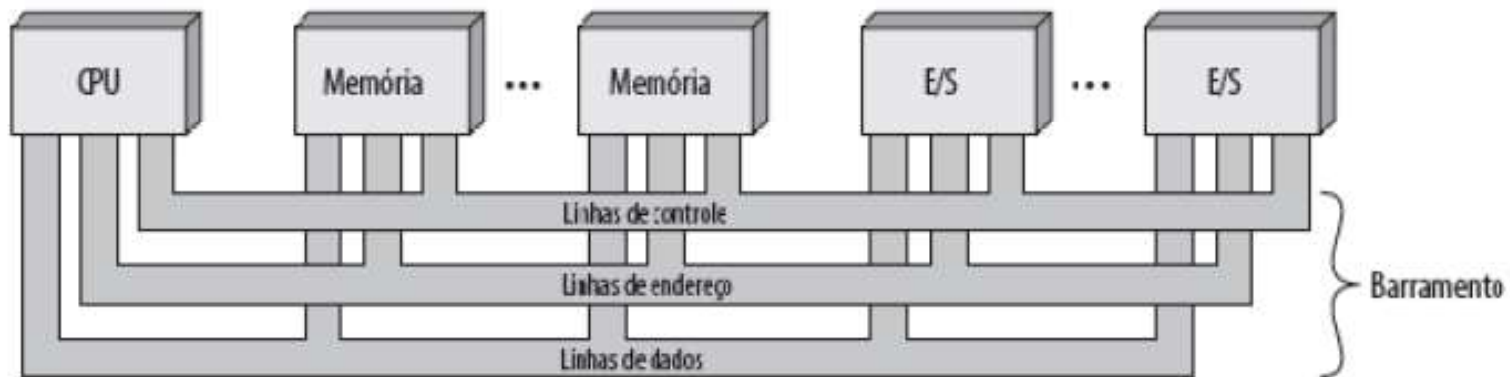 CPU
Memória
...
Memória
E/S
...
E/S
Linhas de controle
Linhas de endereço
Linhas de dados
Barramento